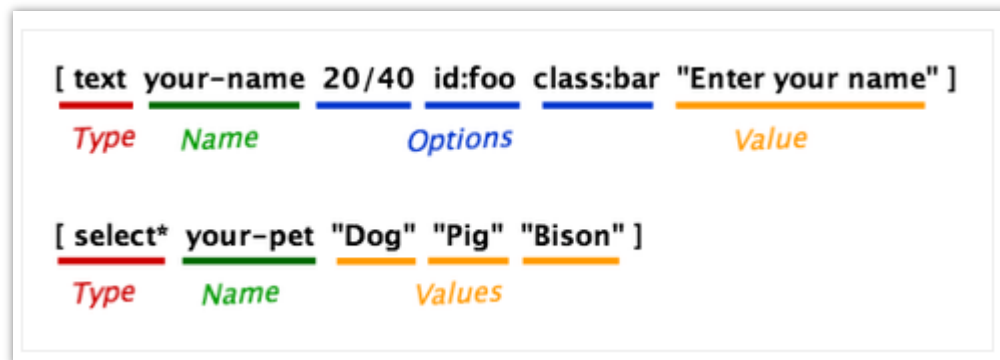 [ text your-name 20/40 id:foo class:bar "Enter your name" ]
Type Name Options Value
[ select* your-pet "Dog" "Pig" "Bison" ]
Type Name Values